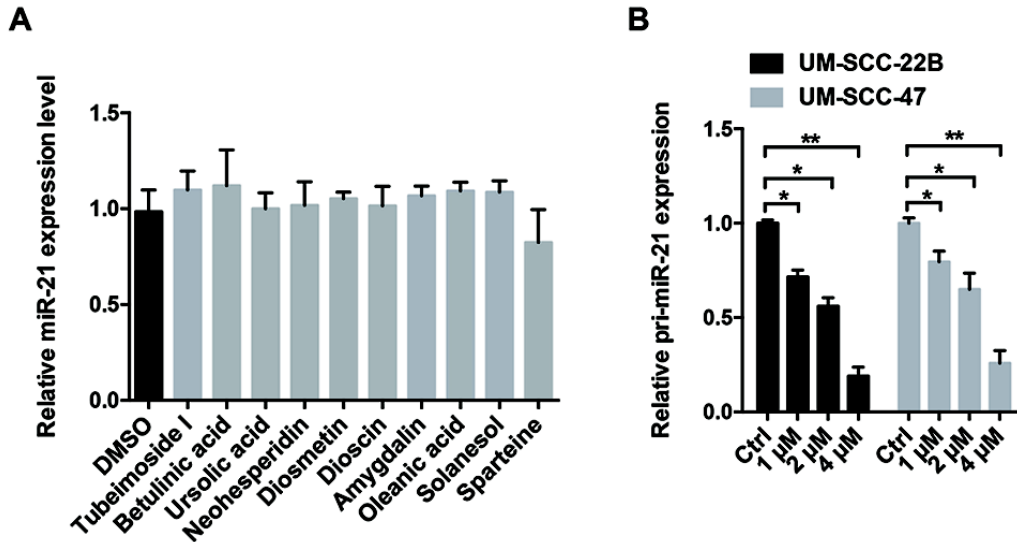 A
Relative miR-21 expression level
1.5
1.0
0.5
0.0
DMSO
Tubeimoside I
Betulinic acid
Ursolic acid
Neohesperidin
Diosmetin
Dioscin
Amygdalin
Oleanic acid
Solanesol
Sparteine
B
UM-SCC-22B
UM-SCC-47
Relative pri-miR-21 expression
1.5
1.0
0.5
0.0
**
*
*
**
*
*
Ctrl
1 μM
2 μM
4 μM
Ctrl
1 μM
2 μM
4 μM